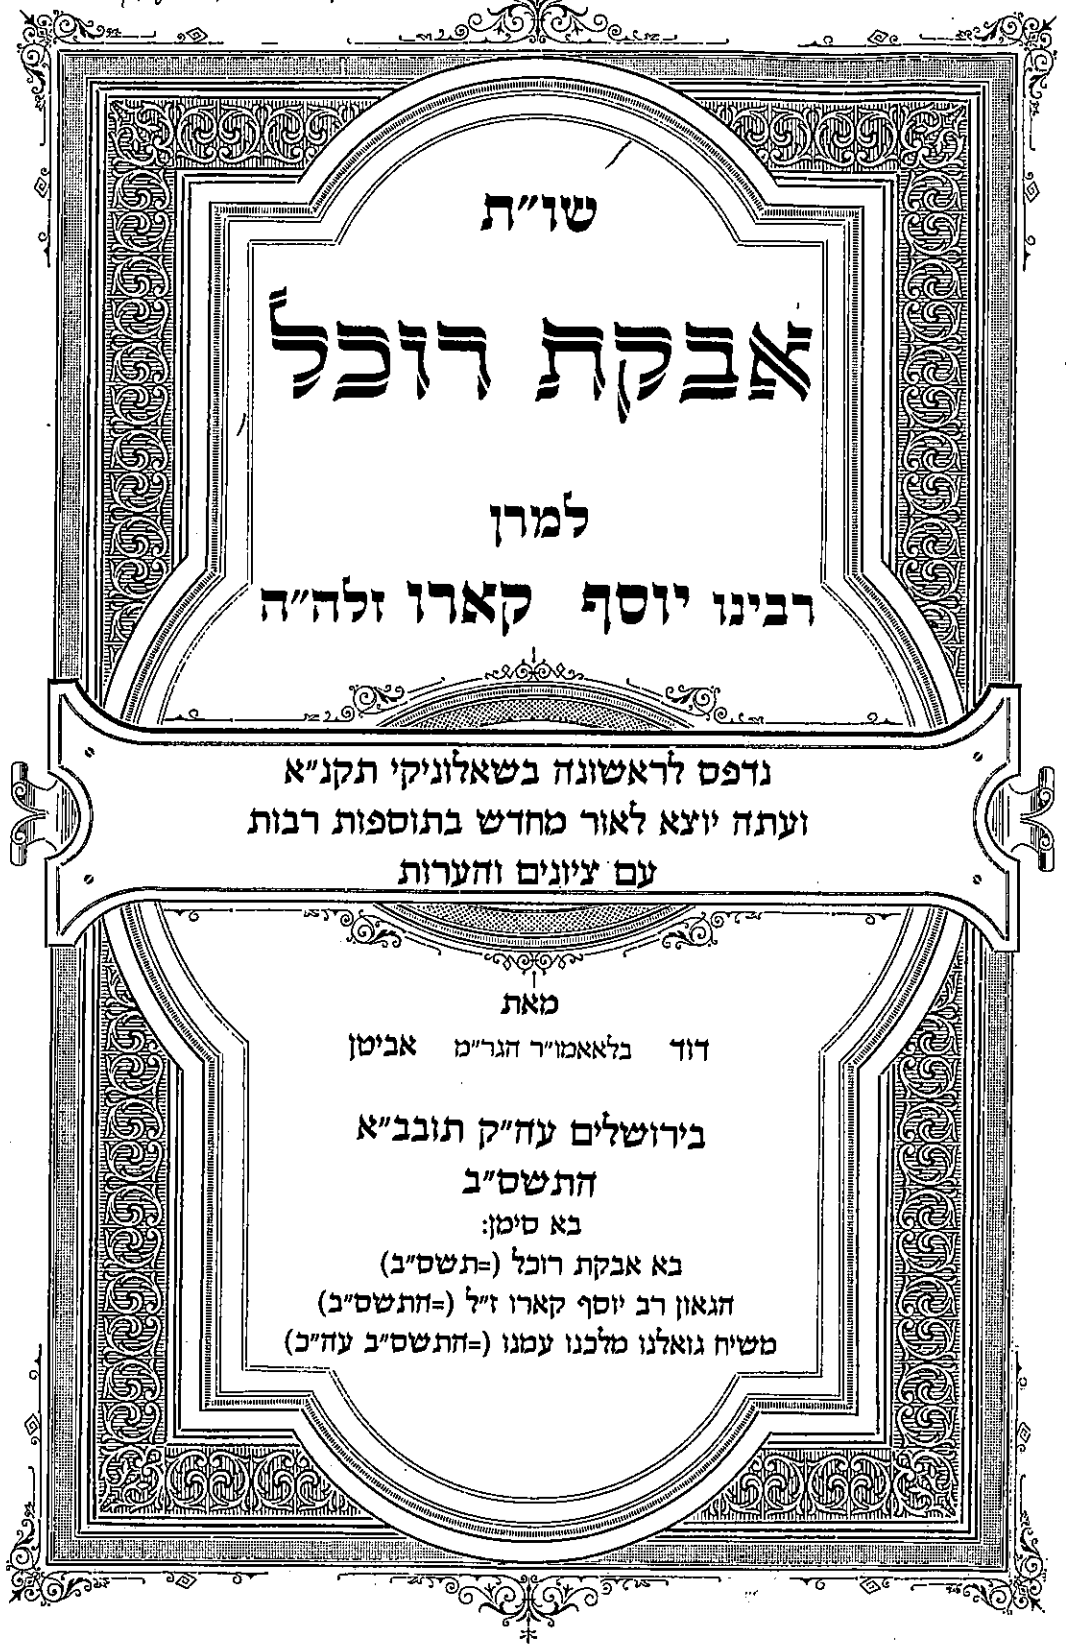 שו״ת
אבקת רוכל
למרן
רבינו יוסף קארו זלה״ה
נדפס לראשונה בשאלוניקי תקנ״א
ועתה יוצא לאור מחדש בתוספות רבות
עם ציונים והערות
מאת
דוד בלאאמו״ר הגר״מ אביטן
בירושלים עה״ק תובב״א
התשס״ב
בא סימן:
בא אבקת רוכל (=תשס״ב)
הגאון רב יוסף קארו ז״ל (=התשס״ב)
משיח גואלנו מלכנו עמנו (=התשס״ב עה״כ)